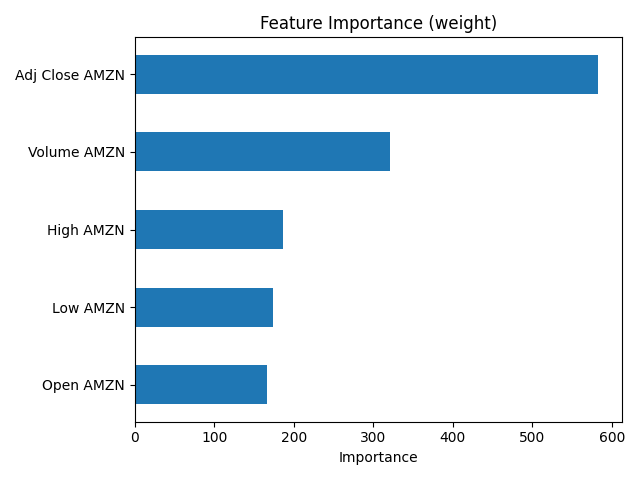 Feature Importance (weight)
Adj Close AMZN
Volume AMZN
High AMZN
Low AMZN
Open AMZN
0 100 200 300 400 500 600
Importance